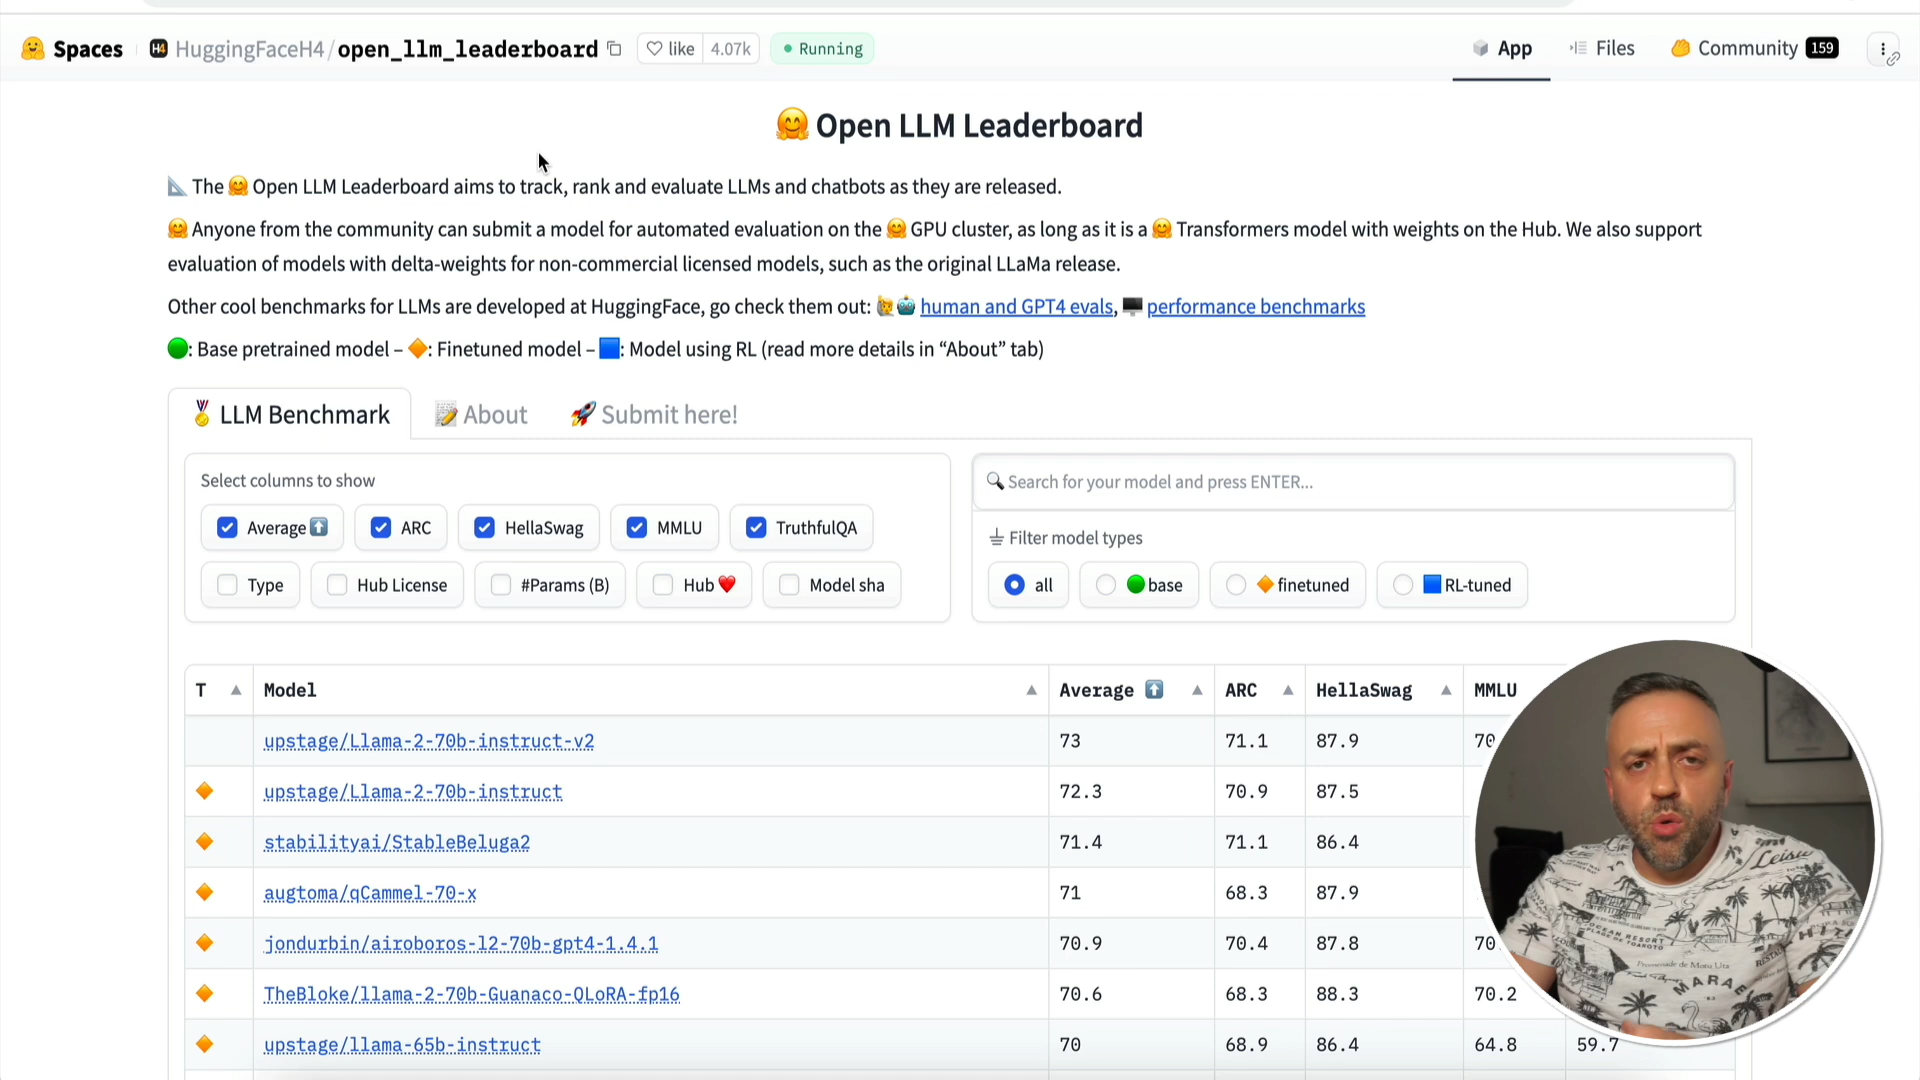 Spaces HuggingFaceH4/open_llm_leaderboard like 4.07k Running App Files Community 159
Open LLM Leaderboard
The Open LLM Leaderboard aims to track, rank and evaluate LLMs and chatbots as they are released.
Anyone from the community can submit a model for automated evaluation on the GPU cluster, as long as it is a Transformers model with weights on the Hub. We also support
evaluation of models with delta-weights for non-commercial licensed models, such as the original LLaMa release.
Other cool benchmarks for LLMs are developed at HuggingFace, go check them out: human and GPT4 evals, performance benchmarks
: Base pretrained model – : Finetuned model – : Model using RL (read more details in “About” tab)
LLM Benchmark About Submit here!
Select columns to show
Average ARC HellaSwag MMLU TruthfulQA
Type Hub License #Params (B) Hub Model sha
Search for your model and press ENTER...
Filter model types
all base finetuned RL-tuned
T Model Average ARC HellaSwag MMLU
upstage/Llama-2-70b-instruct-v2 73 71.1 87.9
upstage/Llama-2-70b-instruct 72.3 70.9 87.5
stabilityai/StableBeluga2 71.4 71.1 86.4
augtoma/qCammel-70-x 71 68.3 87.9
jondurbin/airoboros-l2-70b-gpt4-1.4.1 70.9 70.4 87.8
TheBloke/llama-2-70b-Guanaco-QLoRA-fp16 70.6 68.3 88.3 70.2
upstage/llama-65b-instruct 70 68.9 86.4 64.8 59.7
Leisu
OCEAN RESORT
MARAE